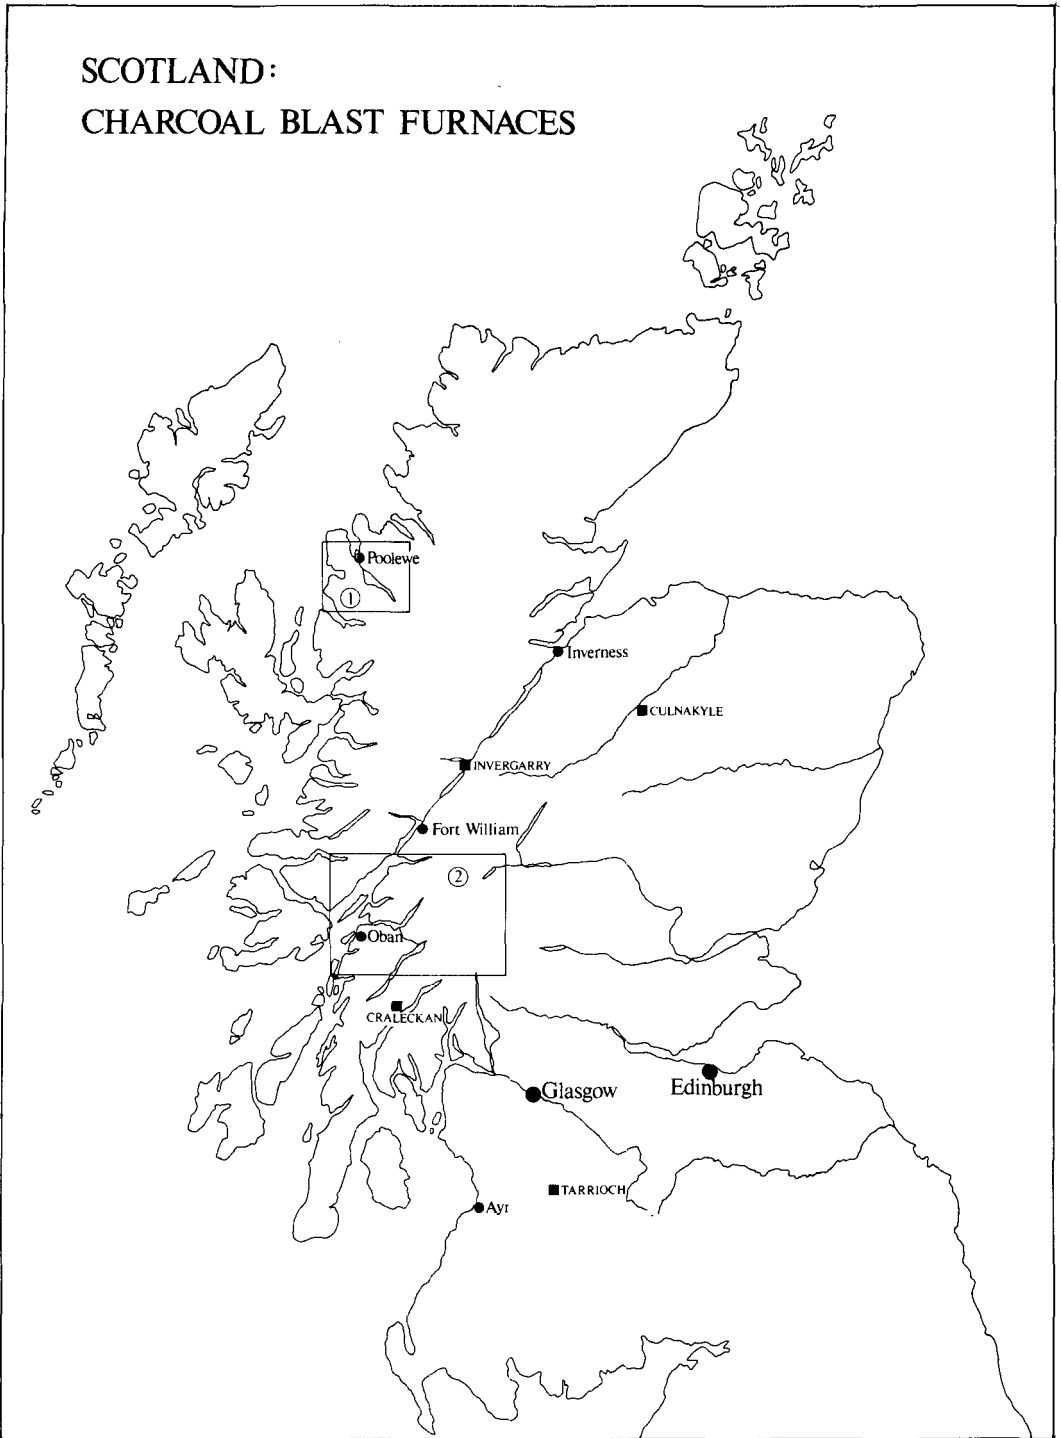 SCOTLAND:
CHARCOAL BLAST FURNACES
Poolewe
1
Inverness
CULNAKYLE
INVERGARRY
Fort William
2
Oban
CRALECKAN
Glasgow
Edinburgh
TARRIOCH
Ayr